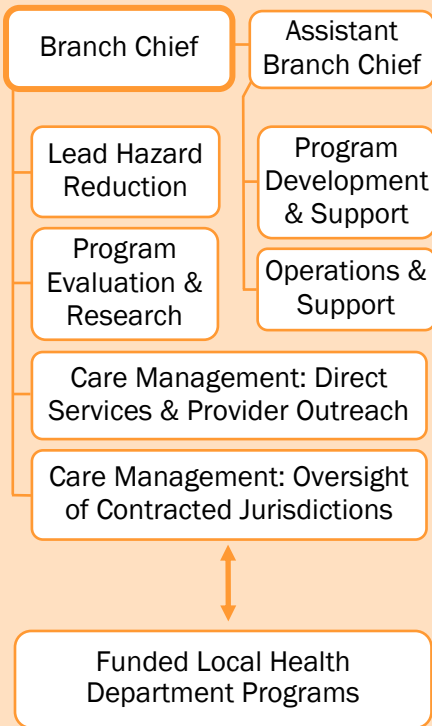 Branch Chief
Assistant
Branch Chief
Lead Hazard
Reduction
Program
Development
& Support
Program
Evaluation &
Research
Operations &
Support
Care Management: Direct
Services & Provider Outreach
Care Management: Oversight
of Contracted Jurisdictions
Funded Local Health
Department Programs